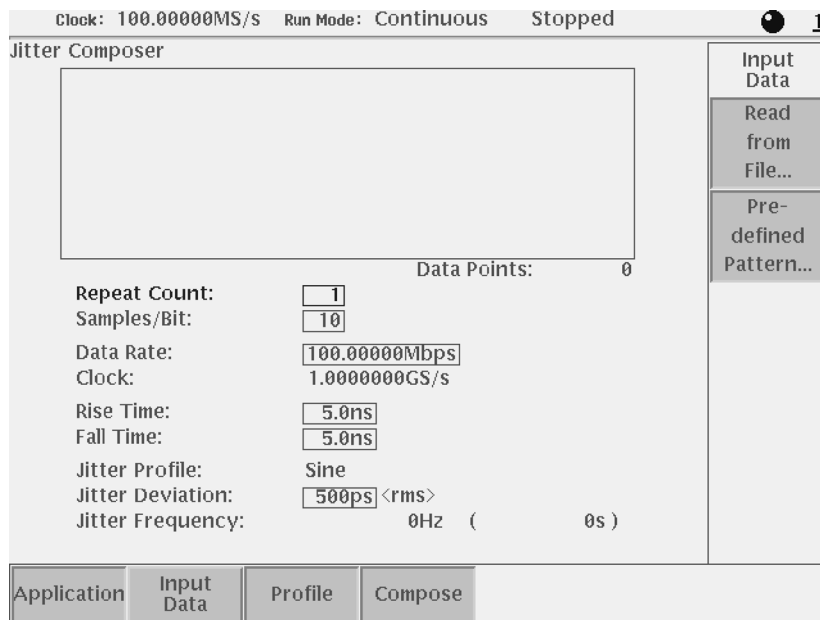 Clock: 100.00000MS/s Run Mode: Continuous Stopped 1
Jitter Composer
Input
Data
Read
from
File...
Pre-
defined
Pattern...
Data Points: 0
Repeat Count: 1
Samples/Bit: 10
Data Rate: 100.00000Mbps
Clock: 1.0000000GS/s
Rise Time: 5.0ns
Fall Time: 5.0ns
Jitter Profile: Sine
Jitter Deviation: 500ps <rms>
Jitter Frequency: 0Hz ( 0s )
Application
Input
Data
Profile
Compose